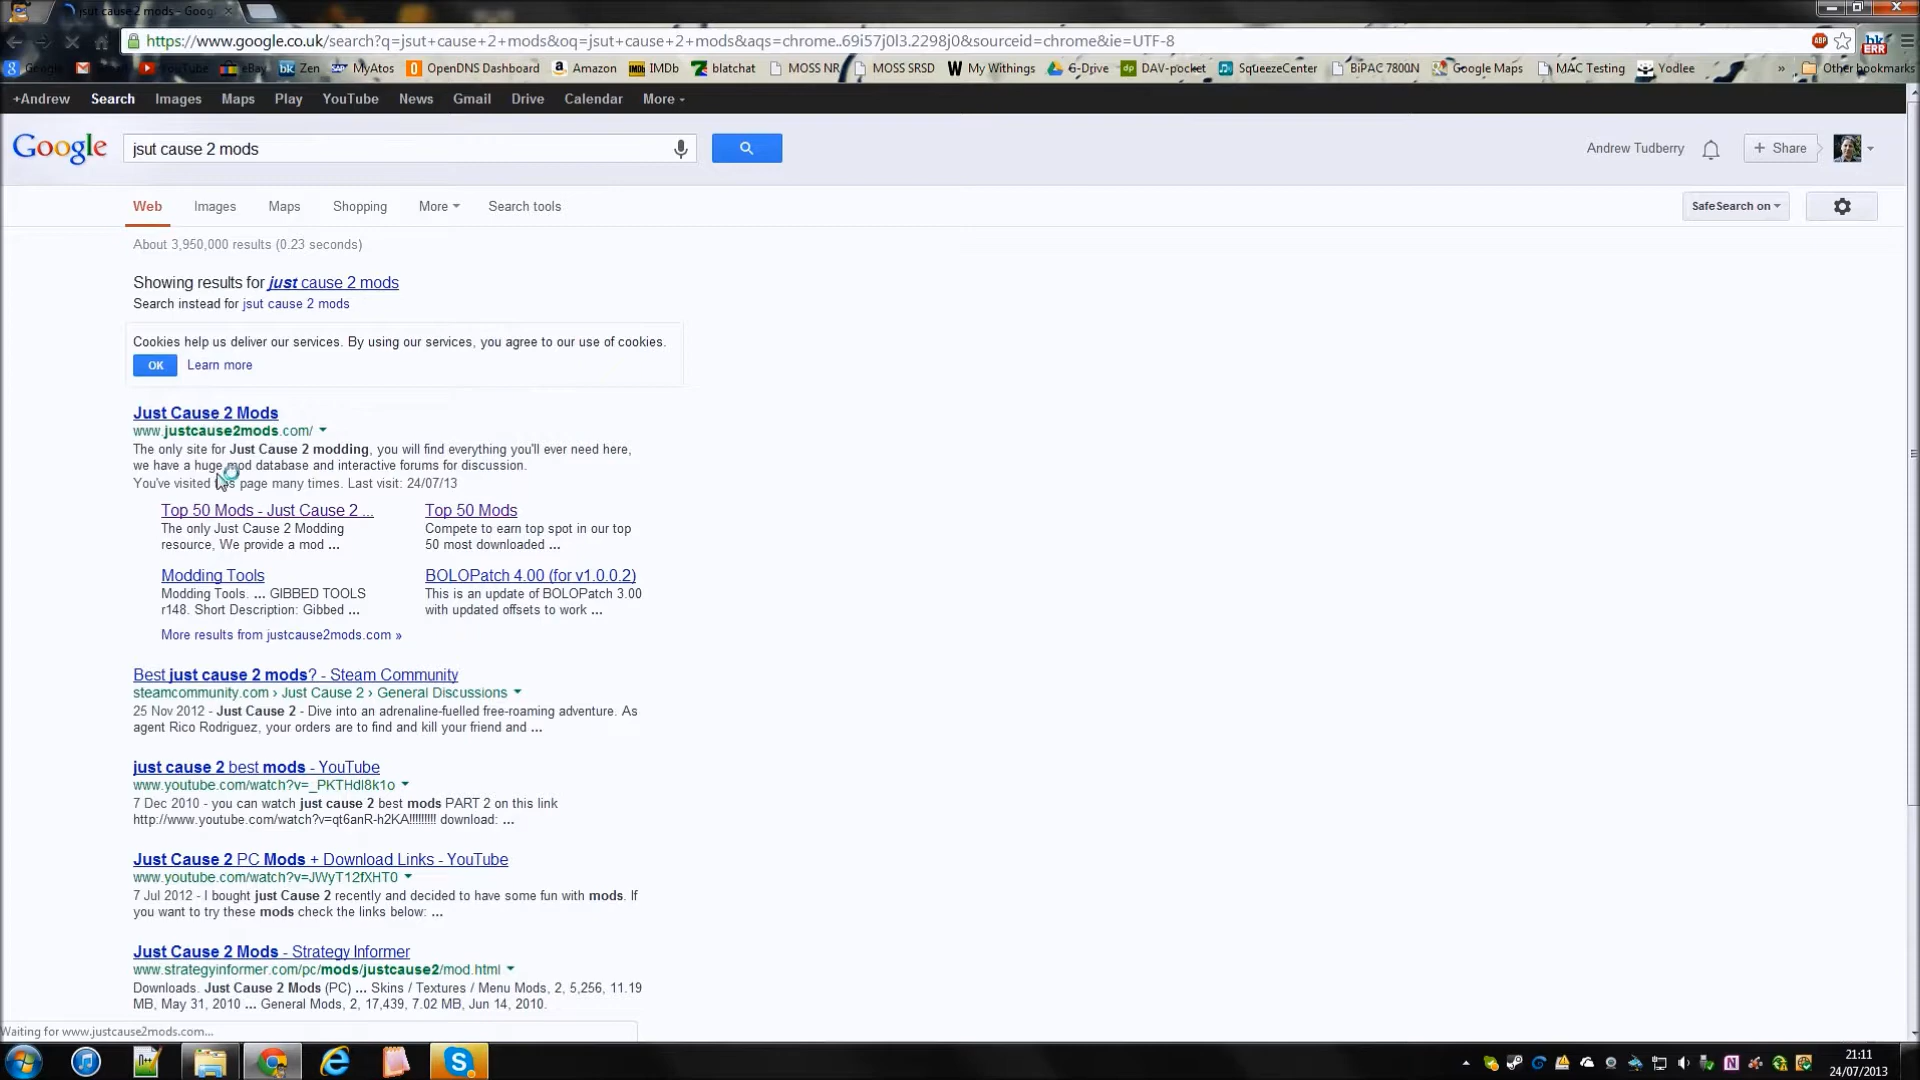 jsut cause 2 mods - Goog
https://www.google.co.uk/search?q=jsut+cause+2+mods&oq=jsut+cause+2+mods&aqs=chrome..69i57j0l3.2298j0&sourceid=chrome&ie=UTF-8
ABP
bk ERR
Google Gmail YouTube eBay Zen MyAtos OpenDNS Dashboard Amazon IMDb blatchat MOSS NR MOSS SRSD My Withings G-Drive DAV-pocket SqueezeCenter BiPAC 7800N Google Maps MAC Testing Yodlee » Other bookmarks
+Andrew Search Images Maps Play YouTube News Gmail Drive Calendar More
Google jsut cause 2 mods Andrew Tudberry + Share
Web Images Maps Shopping More Search tools SafeSearch on
About 3,950,000 results (0.23 seconds)
Showing results for just cause 2 mods
Search instead for jsut cause 2 mods
Cookies help us deliver our services. By using our services, you agree to our use of cookies.
OK Learn more
Just Cause 2 Mods
www.justcause2mods.com/
The only site for Just Cause 2 modding, you will find everything you'll ever need here,
we have a huge mod database and interactive forums for discussion.
You've visited this page many times. Last visit: 24/07/13
Top 50 Mods - Just Cause 2 ...
The only Just Cause 2 Modding
resource, We provide a mod ...
Top 50 Mods
Compete to earn top spot in our top
50 most downloaded ...
Modding Tools
Modding Tools. ... GIBBED TOOLS
r148. Short Description: Gibbed ...
BOLOPatch 4.00 (for v1.0.0.2)
This is an update of BOLOPatch 3.00
with updated offsets to work ...
More results from justcause2mods.com »
Best just cause 2 mods? - Steam Community
steamcommunity.com › Just Cause 2 › General Discussions
25 Nov 2012 - Just Cause 2 - Dive into an adrenaline-fuelled free-roaming adventure. As
agent Rico Rodriguez, your orders are to find and kill your friend and ...
just cause 2 best mods - YouTube
www.youtube.com/watch?v=_PKTHdl8k1o
7 Dec 2010 - you can watch just cause 2 best mods PART 2 on this link
http://www.youtube.com/watch?v=qt6anR-h2KA!!!!!!!!! download: ...
Just Cause 2 PC Mods + Download Links - YouTube
www.youtube.com/watch?v=JWyT12fXHT0
7 Jul 2012 - I bought just Cause 2 recently and decided to have some fun with mods. If
you want to try these mods check the links below: ...
Just Cause 2 Mods - Strategy Informer
www.strategyinformer.com/pc/mods/justcause2/mod.html
Downloads. Just Cause 2 Mods (PC) ... Skins / Textures / Menu Mods, 2, 5,256, 11.19
MB, May 31, 2010 ... General Mods, 2, 17,439, 7.02 MB, Jun 14, 2010.
Waiting for www.justcause2mods.com...
21:11
24/07/2013